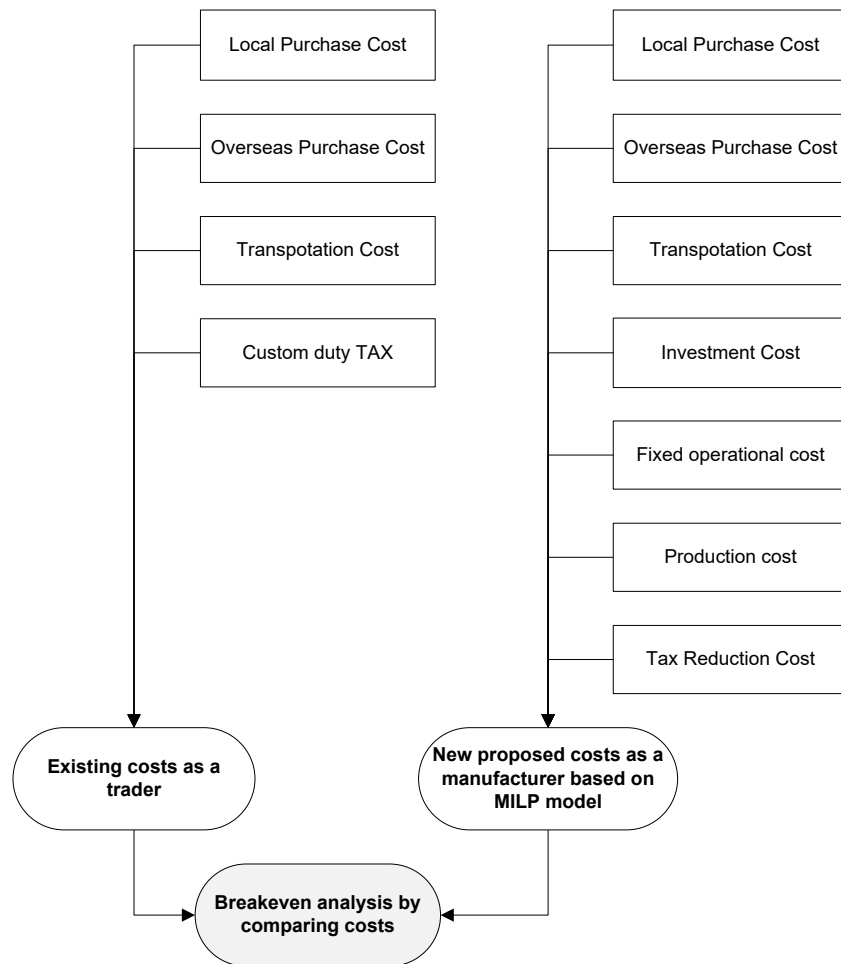 Local Purchase Cost
Overseas Purchase Cost
Transpotation Cost
Custom duty TAX
Existing costs as a
trader
Local Purchase Cost
Overseas Purchase Cost
Transpotation Cost
Investment Cost
Fixed operational cost
Production cost
Tax Reduction Cost
New proposed costs as a
manufacturer based on
MILP model
Breakeven analysis by
comparing costs